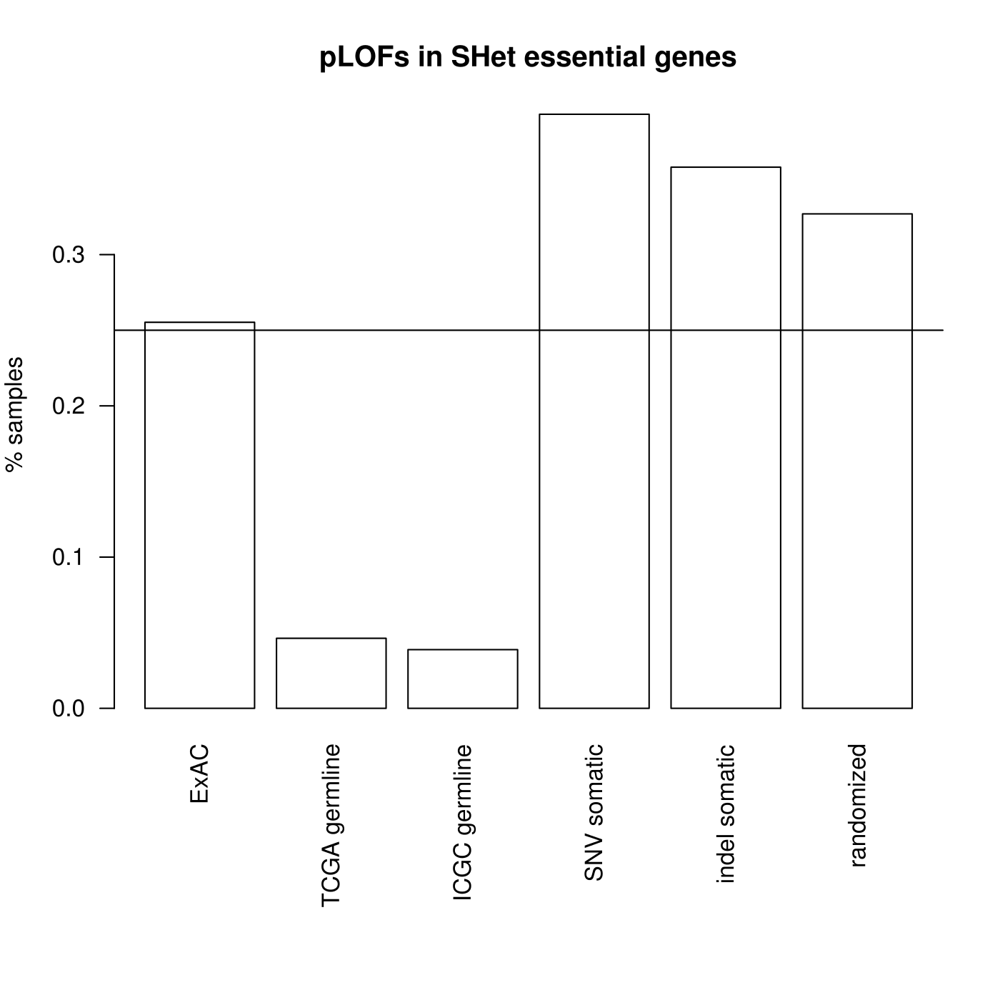 pLOFs in SHet essential genes
% samples
0.3
0.2
0.1
0.0
ExAC
TCGA germline
ICGC germline
SNV somatic
indel somatic
randomized